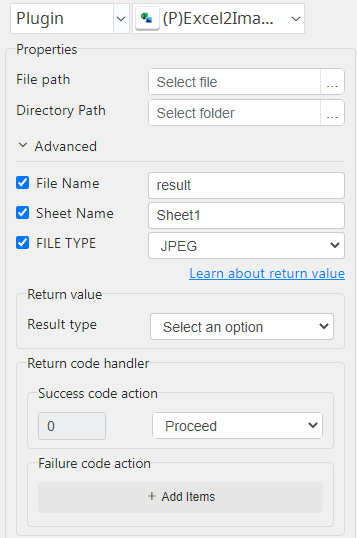 Plugin (P)Excel2Ima...
Properties
File path Select file ...
Directory Path Select folder ...
Advanced
File Name result
Sheet Name Sheet1
FILE TYPE JPEG
Learn about return value
Return value
Result type Select an option
Return code handler
Success code action
0 Proceed
Failure code action
+ Add Items